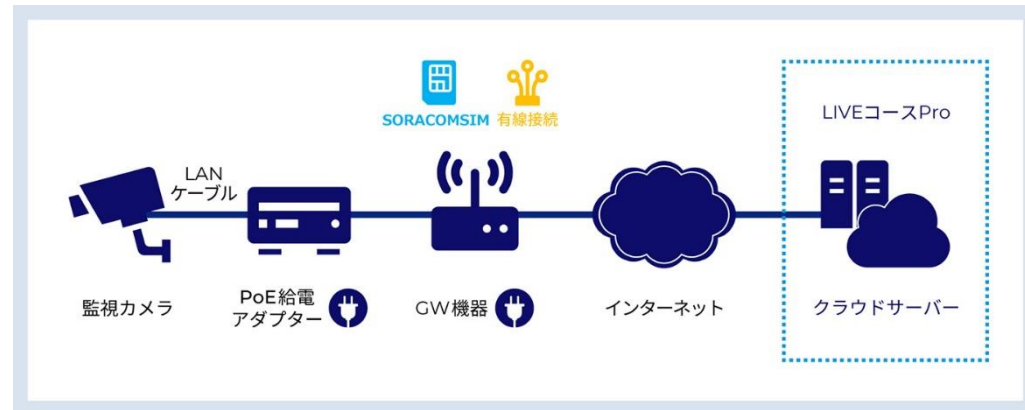 SORACOMSIM 有線接続
LIVEコースPro
LAN
ケーブル
監視カメラ
PoE給電
アダプター
GW機器
インターネット
クラウドサーバー